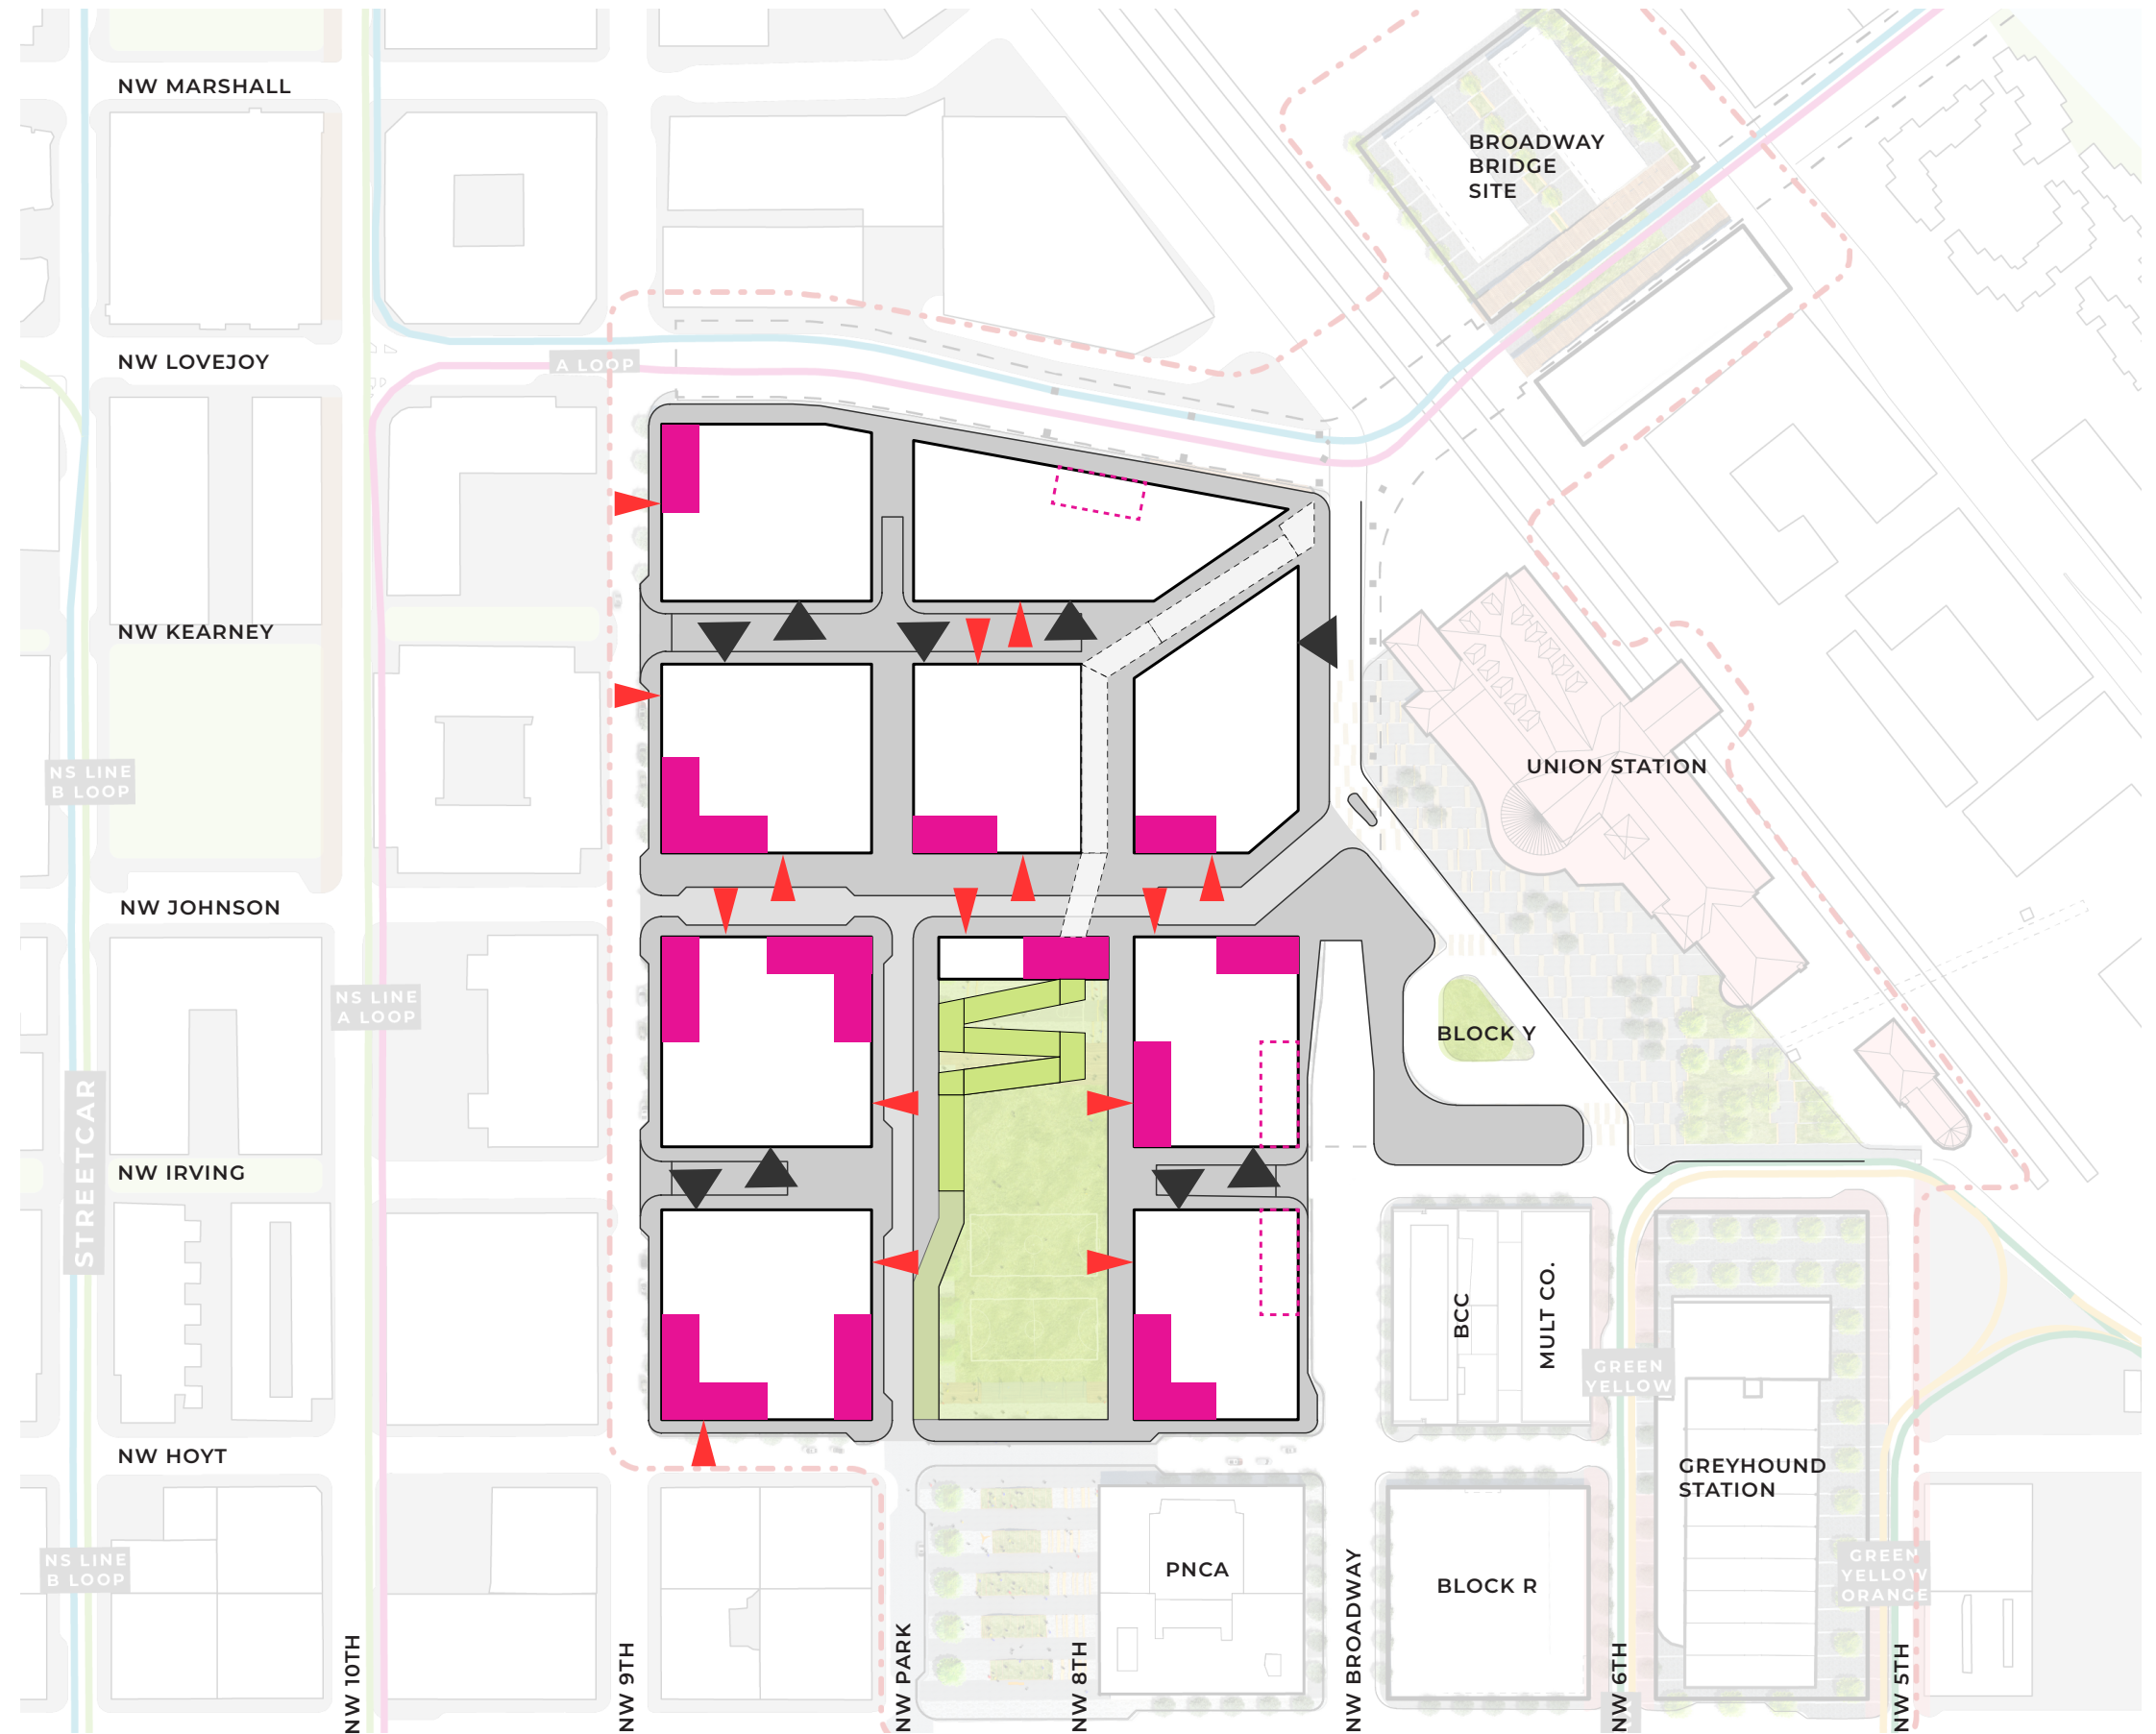 NW MARSHALL
BROADWAY
BRIDGE
SITE
NW LOVEJOY
A LOOP
NW KEARNEY
NS LINE
B LOOP
UNION STATION
NW JOHNSON
NS LINE
A LOOP
BLOCK Y
STREETCAR
NW IRVING
BCC
MULT CO.
GREEN
YELLOW
NW HOYT
GREYHOUND
STATION
NS LINE
B LOOP
PNCA
BLOCK R
GREEN
YELLOW
ORANGE
NW 10TH
NW 9TH
NW PARK
NW 8TH
NW BROADWAY
NW 6TH
NW 5TH